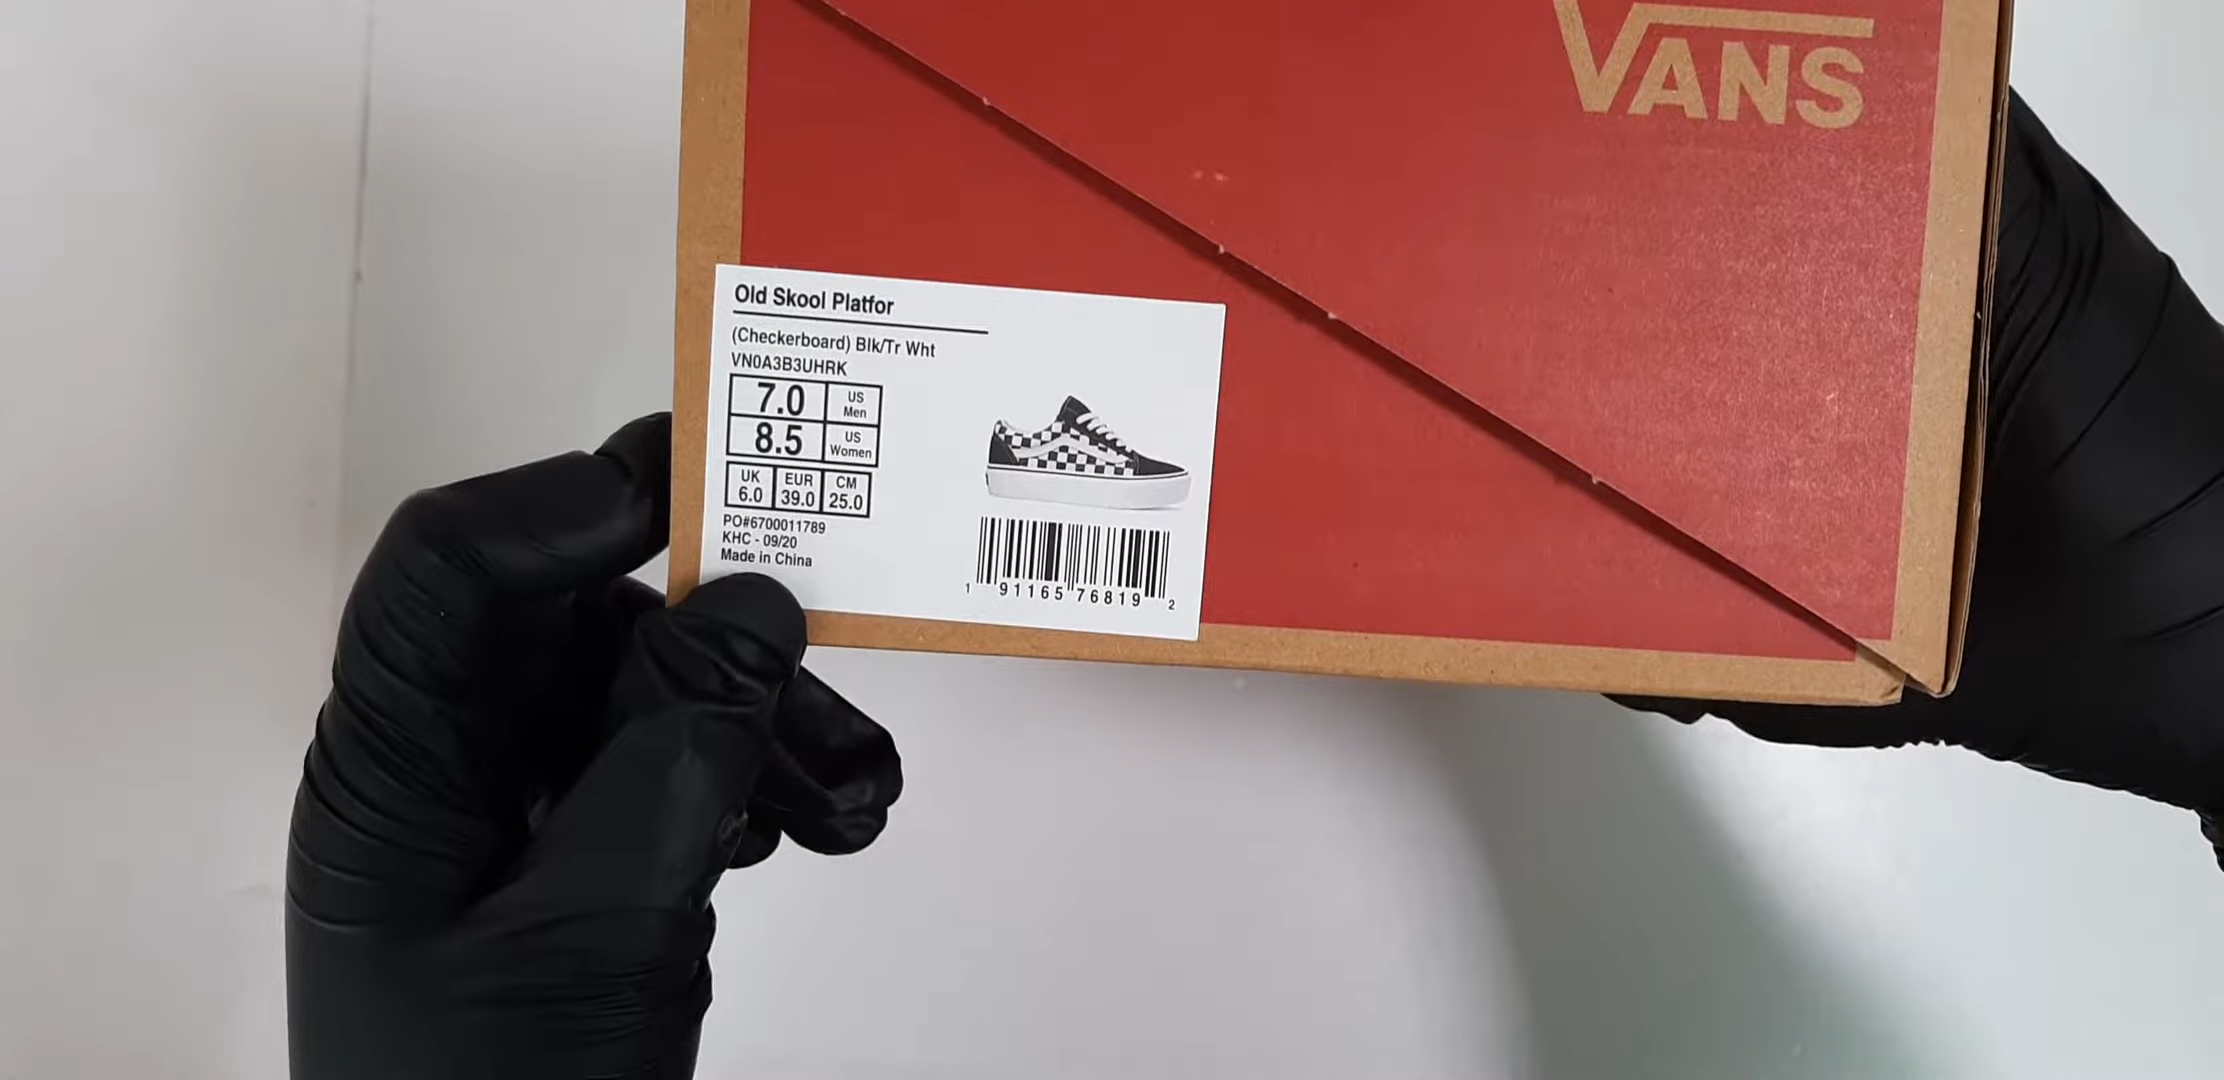 VANS
Old Skool Platfor
(Checkerboard) Blk/Tr Wht
VN0A3B3UHRK
7.0 US Men
8.5 US Women
UK EUR CM
6.0 39.0 25.0
PO#6700011789
KHC - 09/20
Made in China
1 91165 76819 2